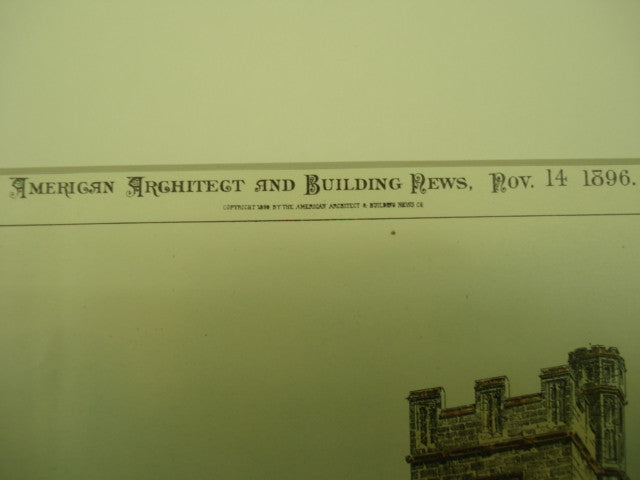 American Architect and Building News, Nov. 14 1896.
COPYRIGHT 1896 BY THE AMERICAN ARCHITECT & BUILDING NEWS CO